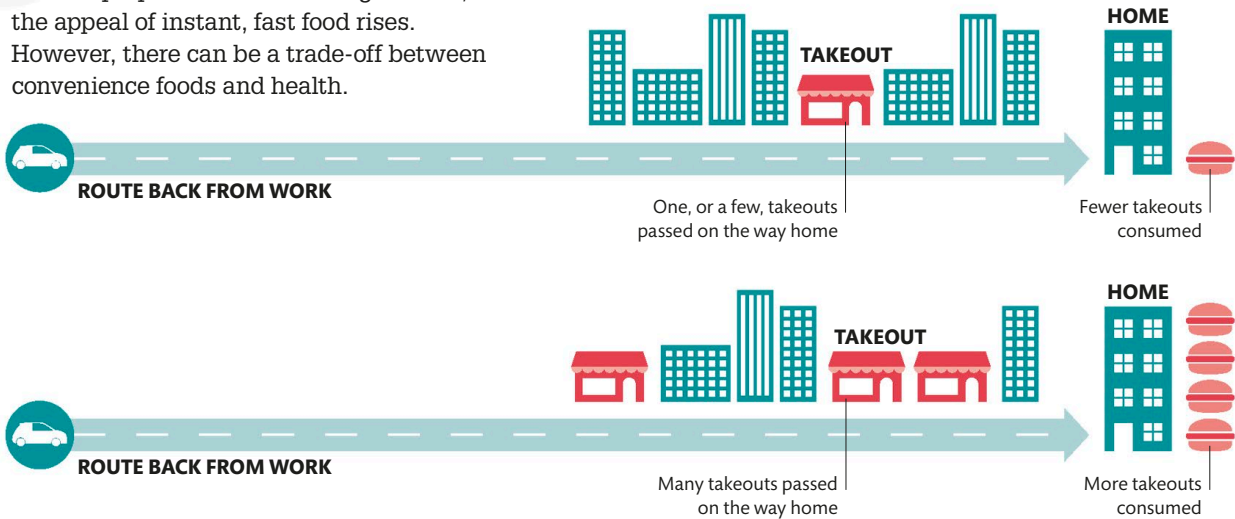 the appeal of instant, fast food rises.
However, there can be a trade-off between
convenience foods and health.
HOME
TAKEOUT
ROUTE BACK FROM WORK
One, or a few, takeouts
passed on the way home
Fewer takeouts
consumed
HOME
TAKEOUT
ROUTE BACK FROM WORK
Many takeouts passed
on the way home
More takeouts
consumed